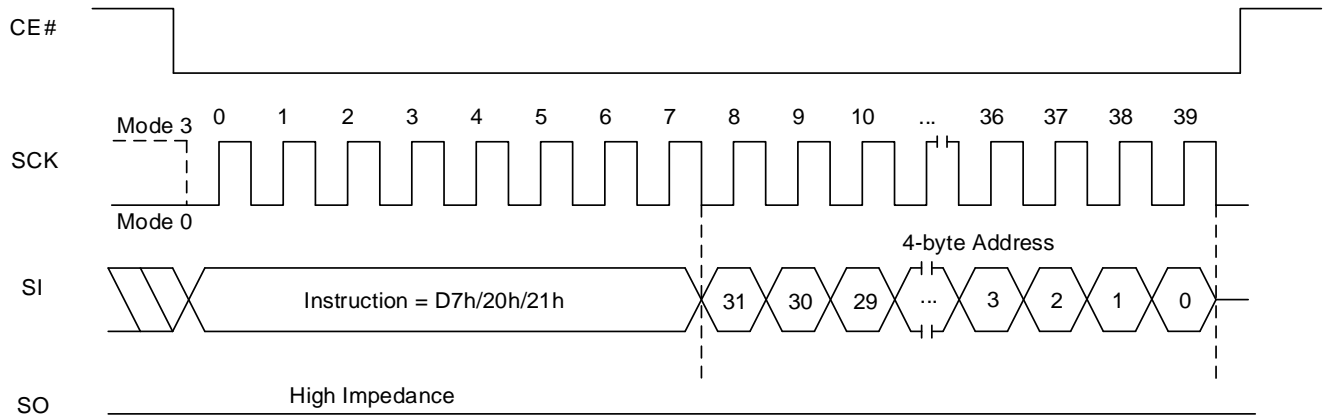 CE#
0 1 2 3 4 5 6 7 8 9 10 ... 36 37 38 39
Mode 3
SCK
Mode 0
4-byte Address
SI
Instruction = D7h/20h/21h 31 30 29 ... 3 2 1 0
High Impedance
SO